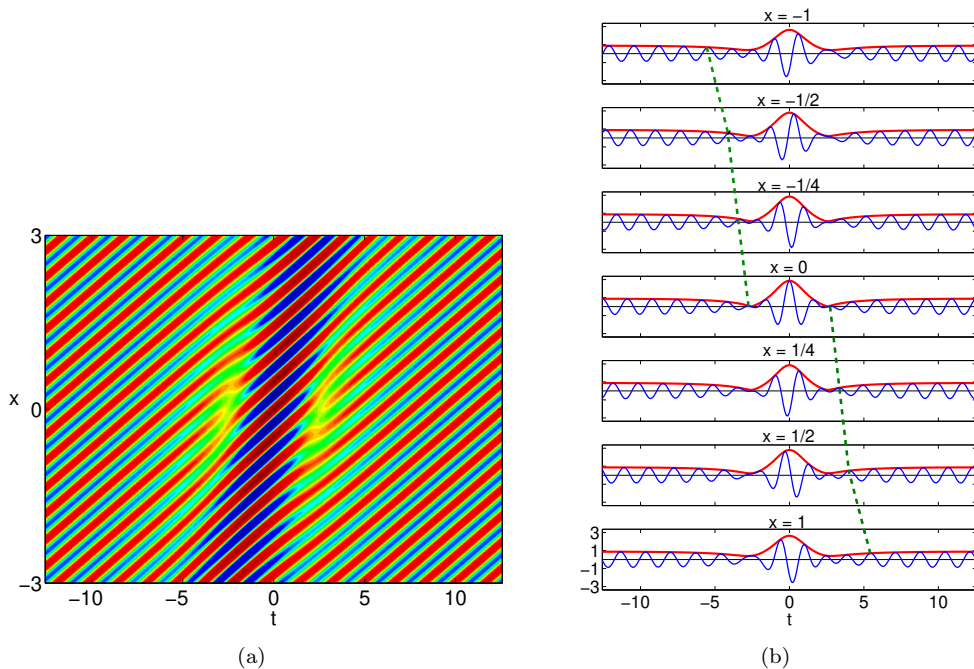 3
x 0
−3
−10 −5 0 5 10
t
(a)
x = −1
x = −1/2
x = −1/4
x = 0
x = 1/4
x = 1/2
x = 1
3
1
−1
−3
−10 −5 0 5 10
t
(b)